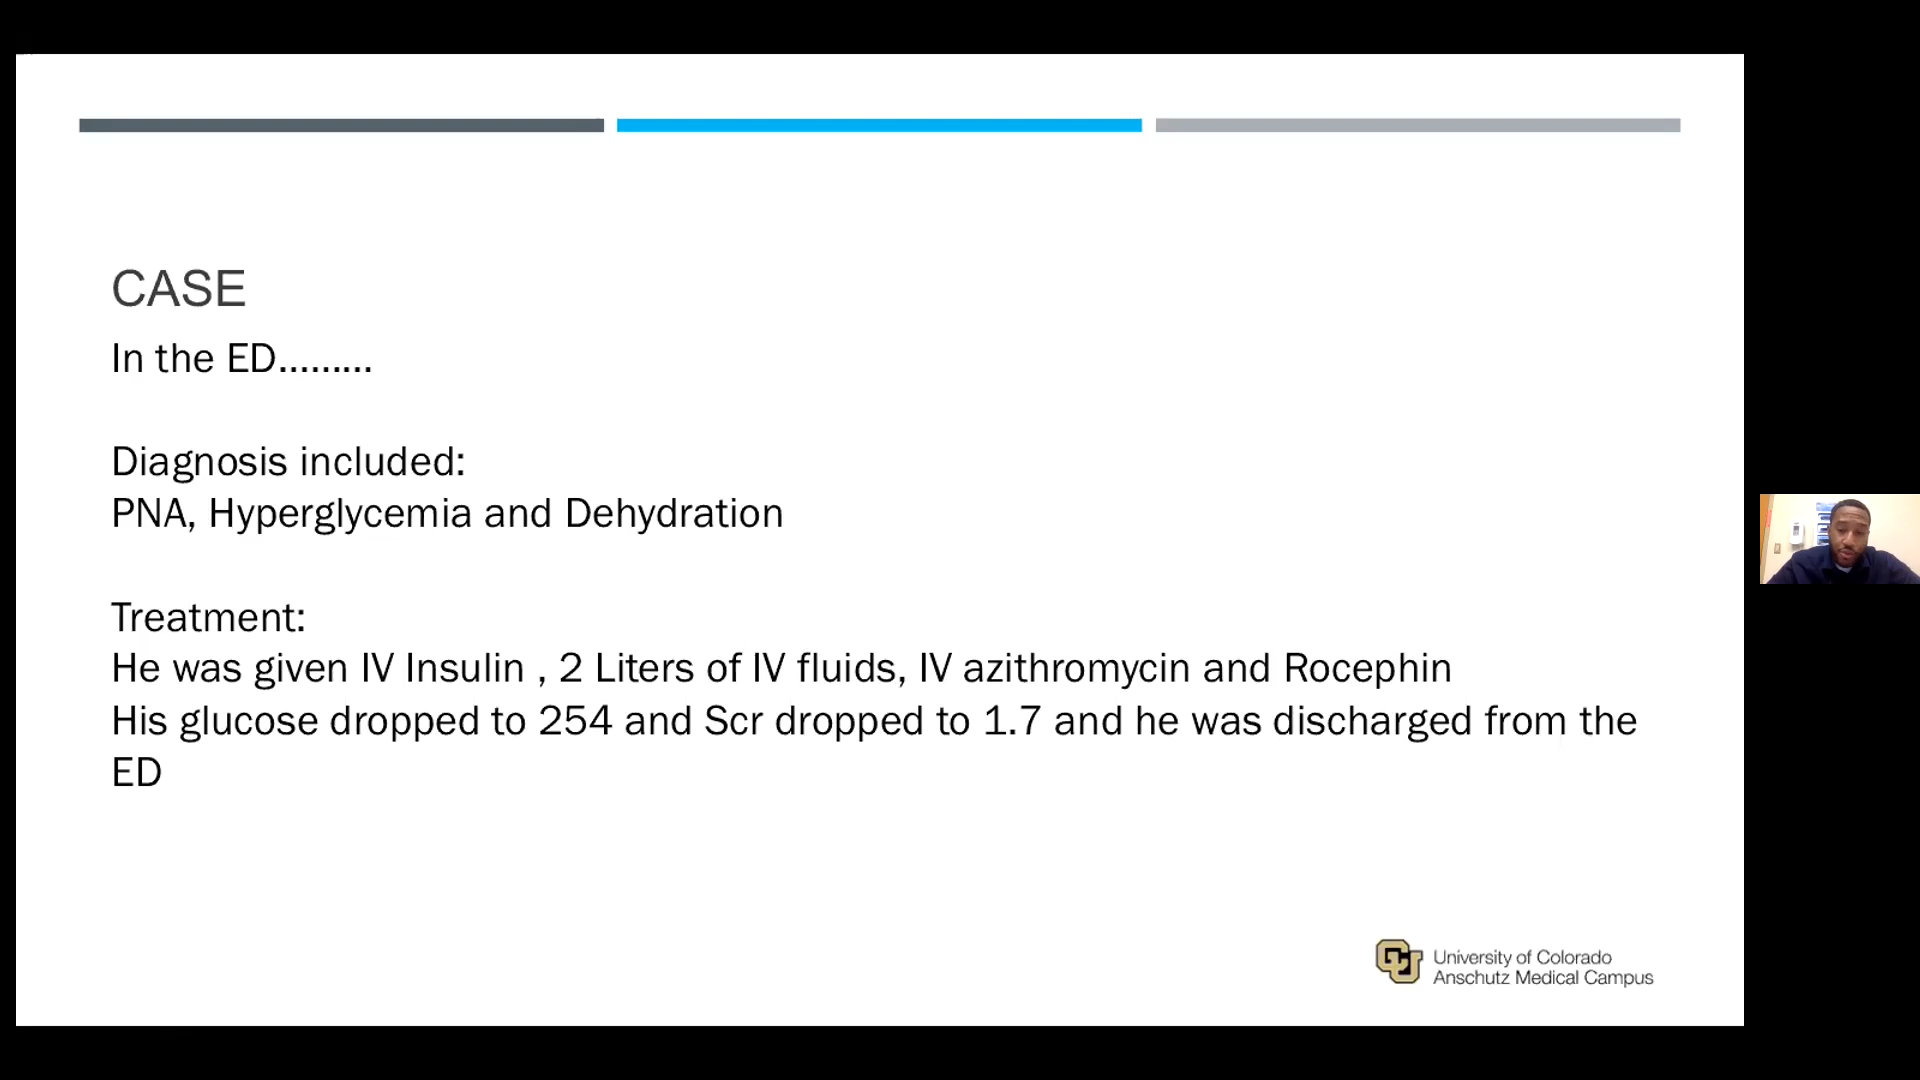 CASE
In the ED.........
Diagnosis included:
PNA, Hyperglycemia and Dehydration
Treatment:
He was given IV Insulin , 2 Liters of IV fluids, IV azithromycin and Rocephin
His glucose dropped to 254 and Scr dropped to 1.7 and he was discharged from the
ED
University of Colorado
Anschutz Medical Campus